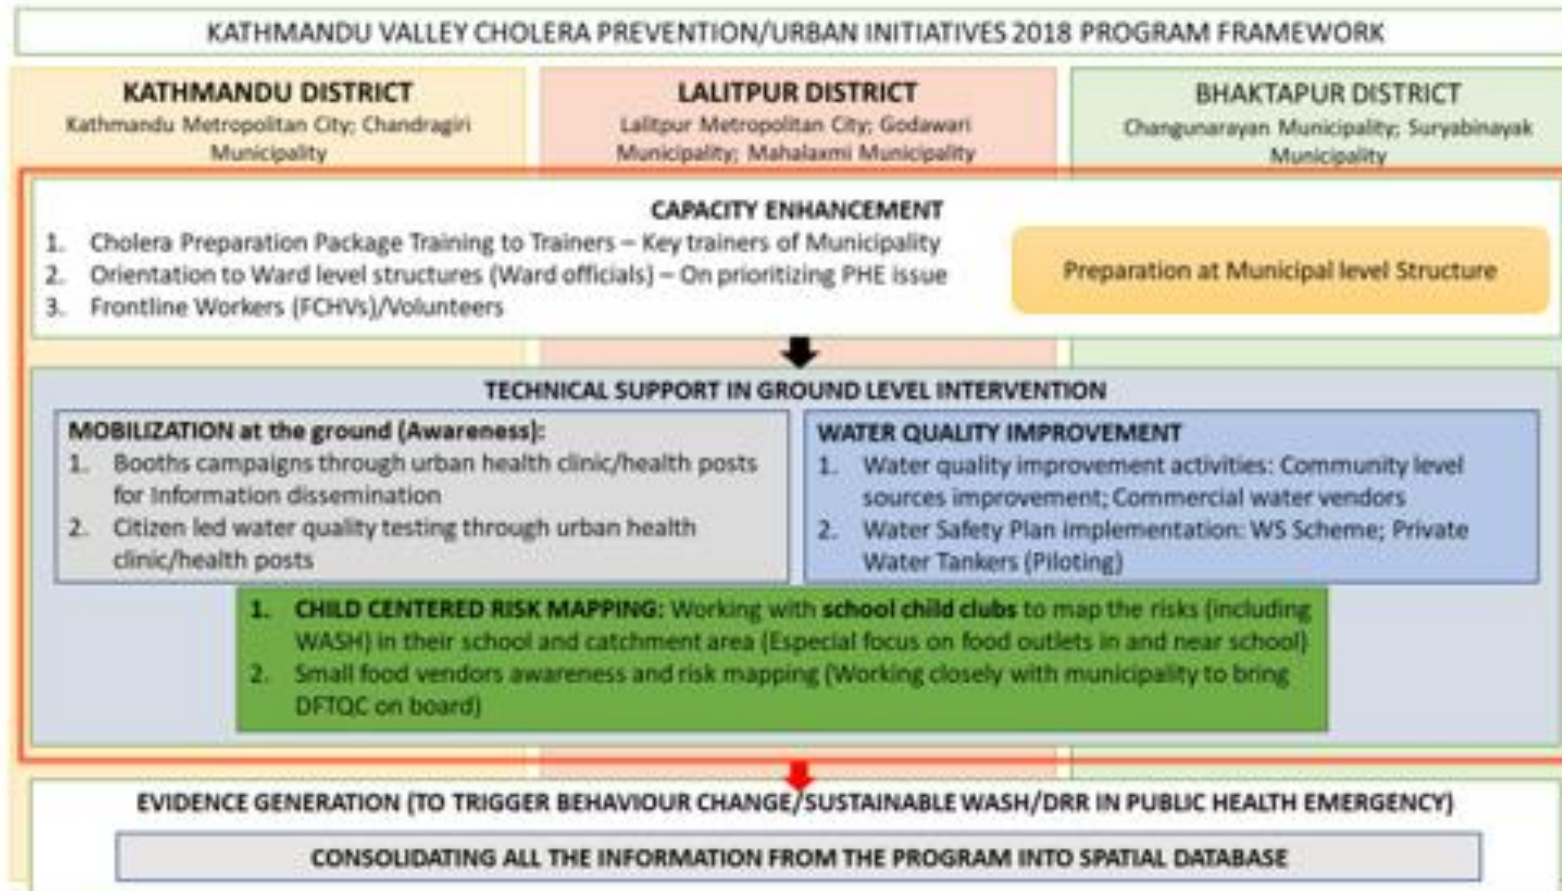 KATHMANDU VALLEY CHOLERA PREVENTION/URBAN INITIATIVES 2018 PROGRAM FRAMEWORK
KATHMANDU DISTRICT
Kathmandu Metropolitan City; Chandragiri
Municipality
LALITPUR DISTRICT
Lalitpur Metropolitan City; Godawari
Municipality; Mahalaxmi Municipality
BHAKTAPUR DISTRICT
Changunarayan Municipality; Suryabinayak
Municipality
CAPACITY ENHANCEMENT
1. Cholera Preparation Package Training to Trainers – Key trainers of Municipality
2. Orientation to Ward level structures (Ward officials) – On prioritizing PHE issue
3. Frontline Workers (FCHVs)/Volunteers
Preparation at Municipal level Structure
TECHNICAL SUPPORT IN GROUND LEVEL INTERVENTION
MOBILIZATION at the ground (Awareness):
1. Booths campaigns through urban health clinic/health posts
for Information dissemination
2. Citizen led water quality testing through urban health
clinic/health posts
WATER QUALITY IMPROVEMENT
1. Water quality improvement activities: Community level
sources improvement; Commercial water vendors
2. Water Safety Plan implementation: WS Scheme; Private
Water Tankers (Piloting)
1. CHILD CENTERED RISK MAPPING: Working with school child clubs to map the risks (including
WASH) in their school and catchment area (Especial focus on food outlets in and near school)
2. Small food vendors awareness and risk mapping (Working closely with municipality to bring
DFTQC on board)
EVIDENCE GENERATION (TO TRIGGER BEHAVIOUR CHANGE/SUSTAINABLE WASH/DRR IN PUBLIC HEALTH EMERGENCY)
CONSOLIDATING ALL THE INFORMATION FROM THE PROGRAM INTO SPATIAL DATABASE